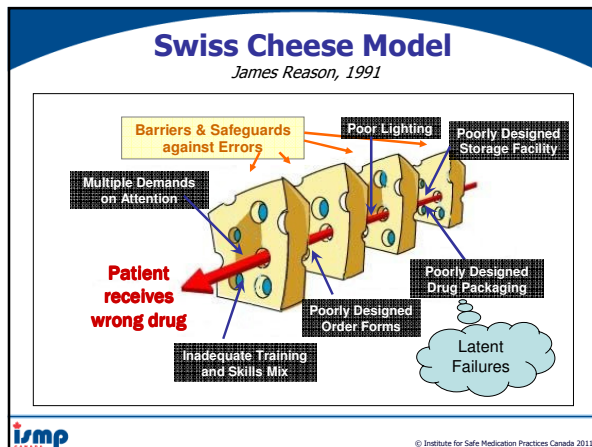 Swiss Cheese Model
James Reason, 1991
Barriers & Safeguards
against Errors
Poor Lighting
Poorly Designed
Storage Facility
Multiple Demands
on Attention
Patient
receives
wrong drug
Poorly Designed
Order Forms
Poorly Designed
Drug Packaging
Inadequate Training
and Skills Mix
Latent
Failures
ismp
CANADA
© Institute for Safe Medication Practices Canada 2011